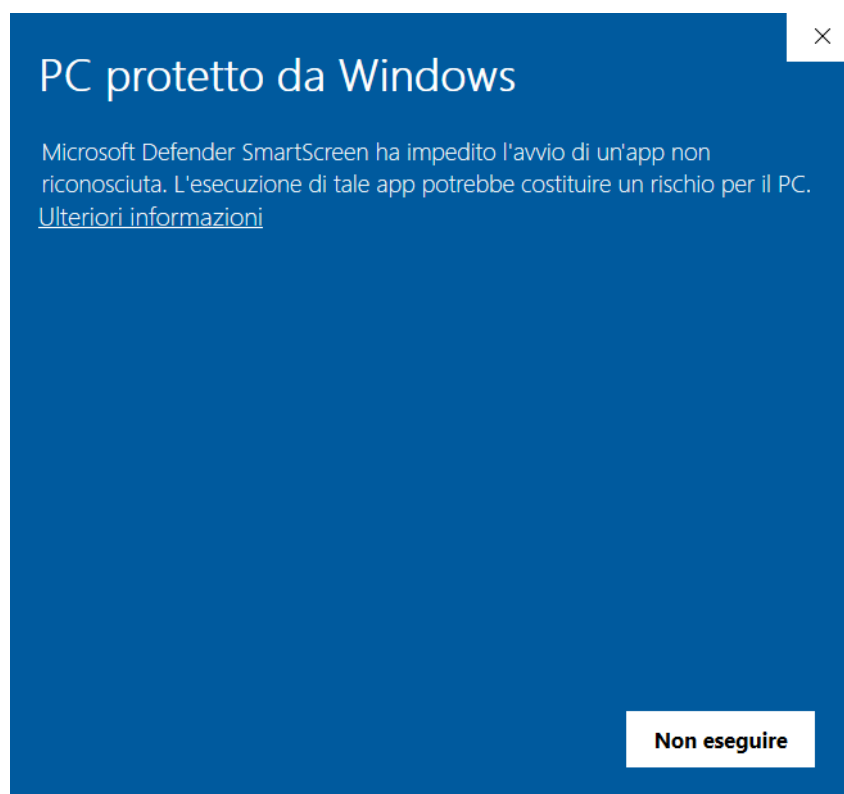 PC protetto da Windows
Microsoft Defender SmartScreen ha impedito l'avvio di un'app non
riconosciuta. L'esecuzione di tale app potrebbe costituire un rischio per il PC.
Ulteriori informazioni
Non eseguire